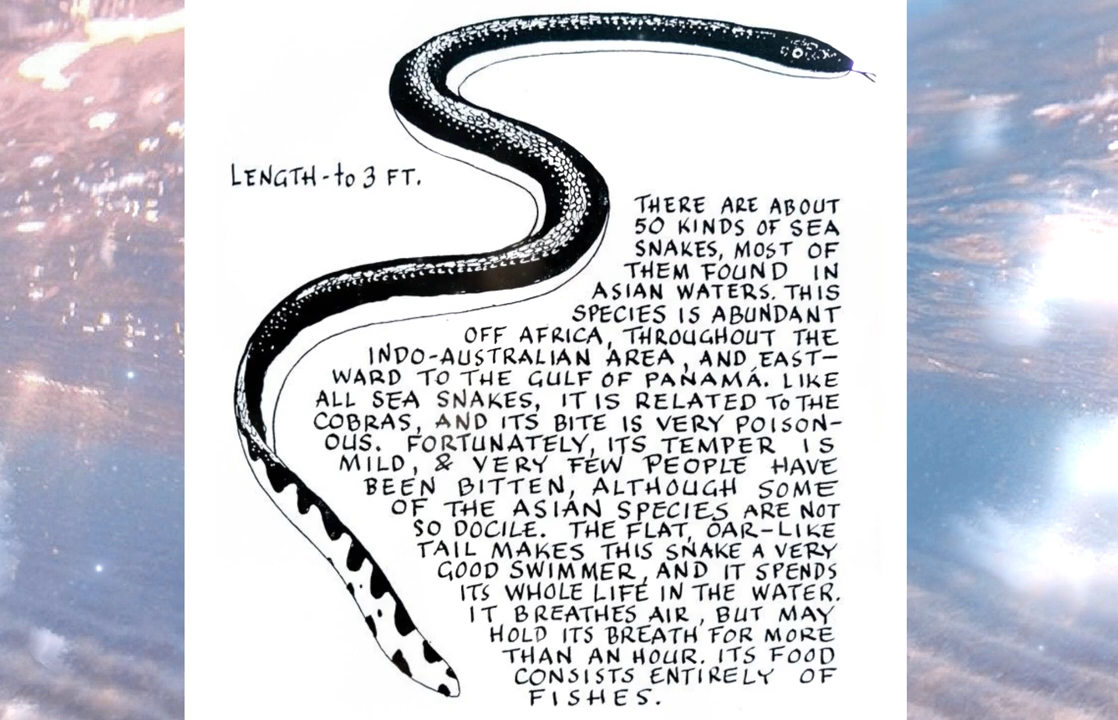 LENGTH - to 3 FT.
THERE ARE ABOUT
50 KINDS OF SEA
SNAKES, MOST OF
THEM FOUND IN
ASIAN WATERS. THIS
SPECIES IS ABUNDANT
OFF AFRICA, THROUGHOUT THE
INDO-AUSTRALIAN AREA, AND EAST-
WARD TO THE GULF OF PANAMÁ. LIKE
ALL SEA SNAKES, IT IS RELATED TO THE
COBRAS, AND ITS BITE IS VERY POISON-
OUS. FORTUNATELY, ITS TEMPER IS
MILD, & VERY FEW PEOPLE HAVE
BEEN BITTEN, ALTHOUGH SOME
OF THE ASIAN SPECIES ARE NOT
SO DOCILE. THE FLAT, OAR-LIKE
TAIL MAKES THIS SNAKE A VERY
GOOD SWIMMER, AND IT SPENDS
ITS WHOLE LIFE IN THE WATER.
IT BREATHES AIR, BUT MAY
HOLD ITS BREATH FOR MORE
THAN AN HOUR. ITS FOOD
CONSISTS ENTIRELY OF
FISHES.